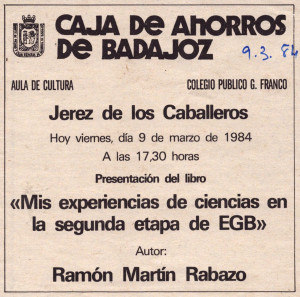 CAJA DE AHORROS
DE BADAJOZ
9.3.84
AULA DE CULTURA
COLEGIO PUBLICO G. FRANCO
Jerez de los Caballeros
Hoy viernes, día 9 de marzo de 1984
A las 17,30 horas
Presentación del libro
«Mis experiencias de ciencias en
la segunda etapa de EGB»
Autor:
Ramón Martín Rabazo